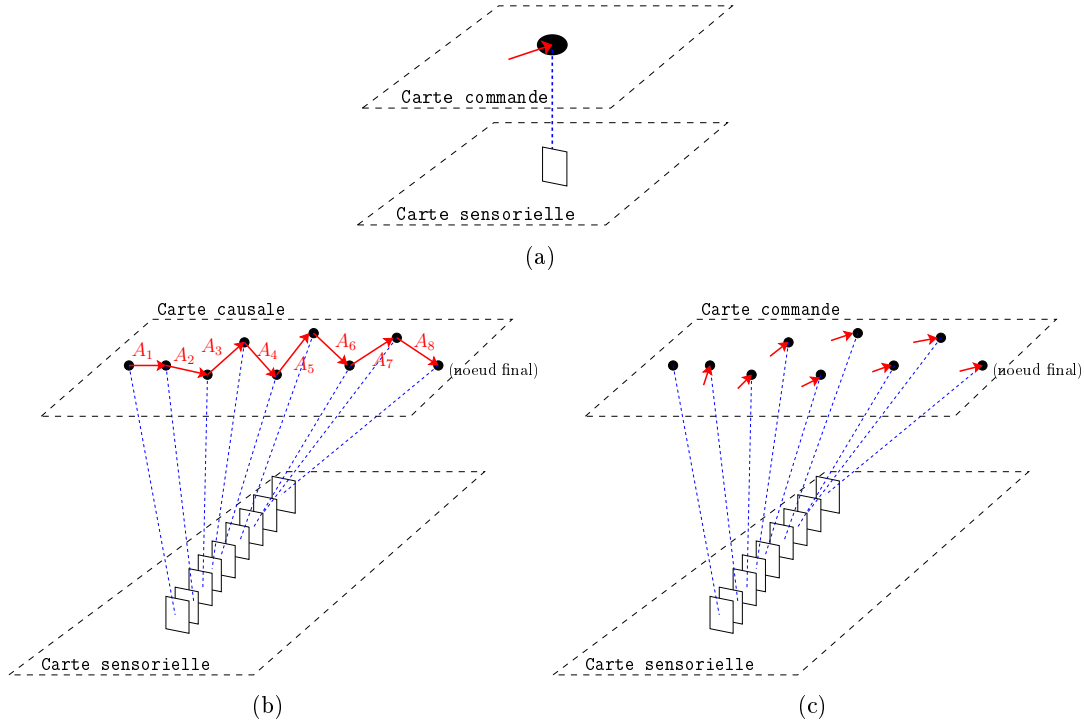 Carte commande
Carte sensorielle
(a)
Carte causale
A1 A2 A3 A4 A5 A6 A7 A8
(noeud final)
Carte sensorielle
(b)
Carte commande
(noeud final)
Carte sensorielle
(c)